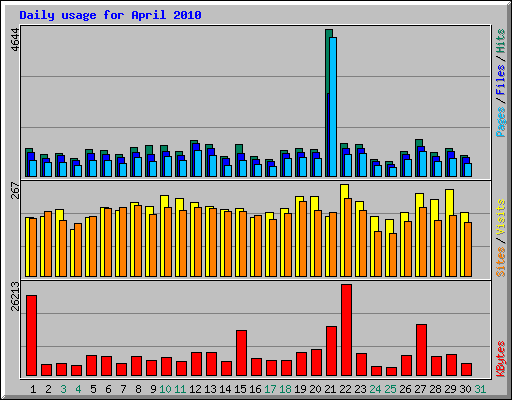 Daily usage for April 2010
4644
Pages / Files / Hits
267
Sites / Visits
26213
KBytes
1 2 3 4 5 6 7 8 9 10 11 12 13 14 15 16 17 18 19 20 21 22 23 24 25 26 27 28 29 30 31